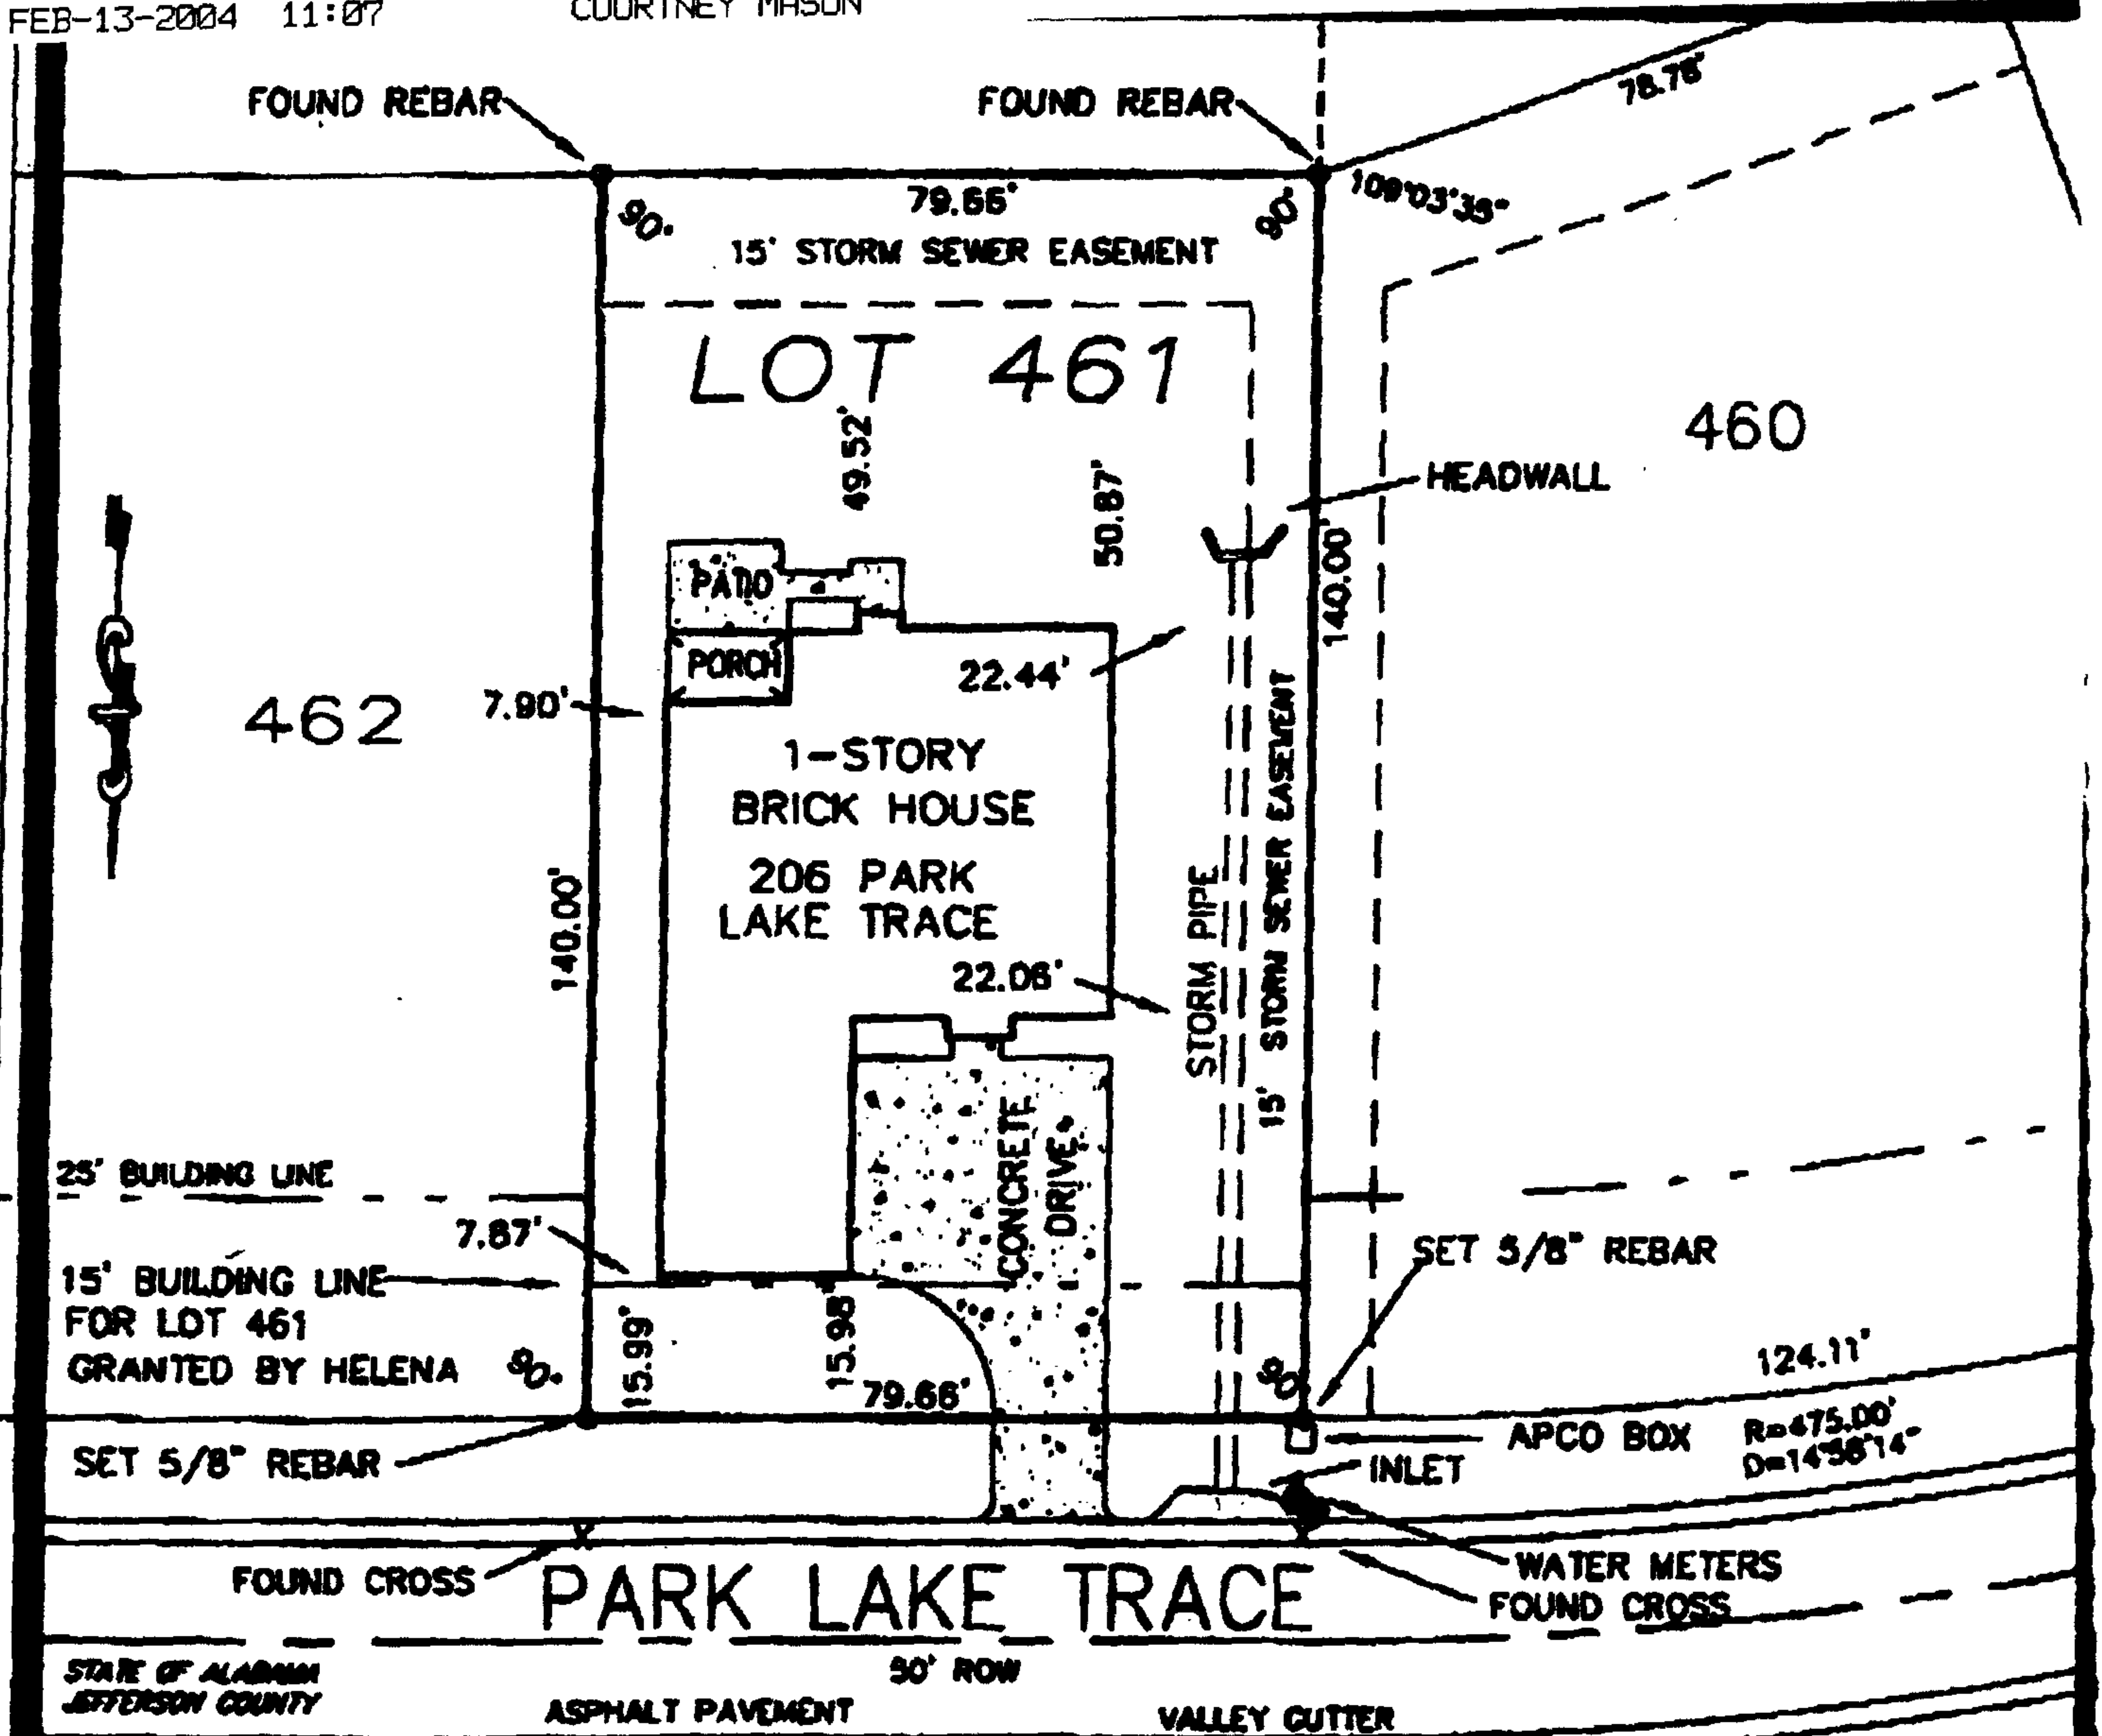 FEB-13-2004 11:07 COURTNEY MASON
FOUND REBAR
FOUND REBAR
78.78'
79.66'
90°
90°
109°03'35"
15' STORM SEWER EASEMENT
LOT 461
460
49.52'
50.87'
HEADWALL
140.00'
PATIO
PORCH
22.44'
7.90'
462
1-STORY
BRICK HOUSE
206 PARK
LAKE TRACE
22.06'
140.00'
STORM PIPE
15' STORM SEWER EASEMENT
CONCRETE
DRIVE
25' BUILDING LINE
7.87'
15' BUILDING LINE
FOR LOT 461
GRANTED BY HELENA
90°
15.99'
15.98
79.66'
90
SET 5/8" REBAR
124.11'
SET 5/8" REBAR
APCO BOX
R=475.00'
D=14°58'14"
INLET
FOUND CROSS
PARK LAKE TRACE
WATER METERS
FOUND CROSS
50' ROW
STATE OF ALABAMA
JEFFERSON COUNTY
ASPHALT PAVEMENT
VALLEY GUTTER